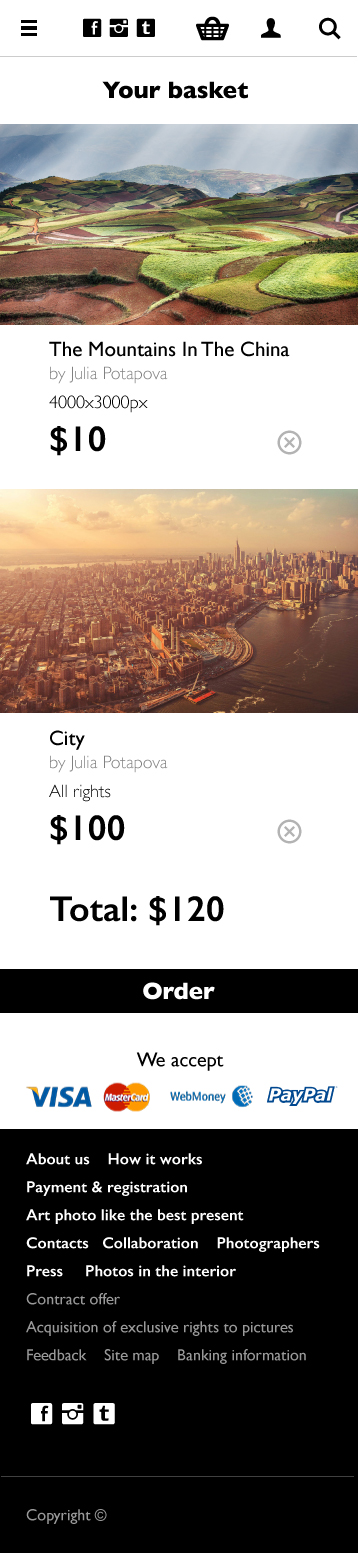 Your basket
The Mountains In The China
by Julia Potapova
4000x3000px
$10
City
by Julia Potapova
All rights
$100
Total: $120
Order
We accept
VISA MasterCard WebMoney PayPal
About us How it works
Payment & registration
Art photo like the best present
Contacts Collaboration Photographers
Press Photos in the interior
Contract offer
Acquisition of exclusive rights to pictures
Feedback Site map Banking information
Copyright ©